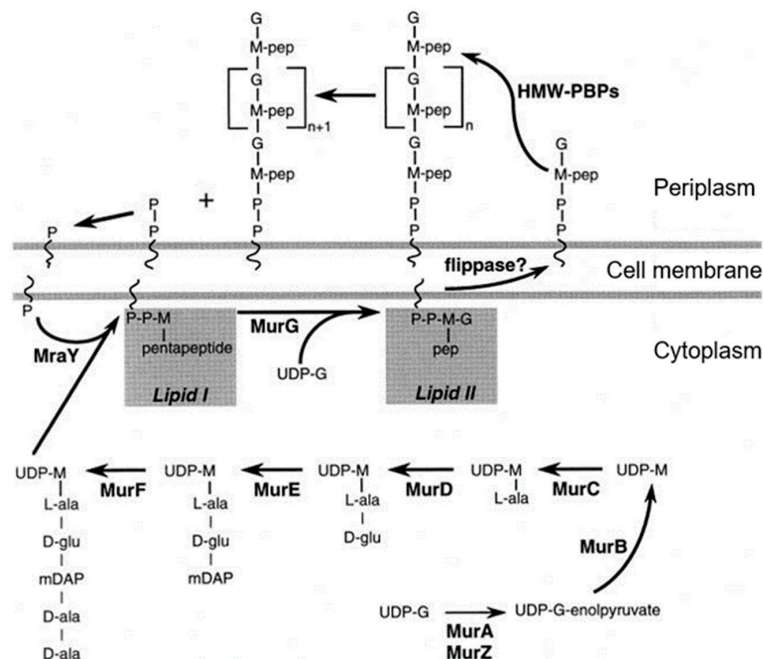 G
G
M-pep
M-pep
G
G
HMW-PBPs
M-pep
M-pep
n+1
n
G
G
G
M-pep
M-pep
M-pep
Periplasm
P
P
P
P
+
P
P
P
P
P
flippase?
Cell membrane
P
P-P-M
MurG
P-P-M-G
MraY
pentapeptide
pep
Cytoplasm
UDP-G
Lipid I
Lipid II
UDP-M
UDP-M
UDP-M
UDP-M
UDP-M
MurF
MurE
MurD
MurC
L-ala
L-ala
L-ala
L-ala
D-glu
D-glu
D-glu
MurB
mDAP
mDAP
D-ala
UDP-G
UDP-G-enolpyruvate
MurA
D-ala
MurZ